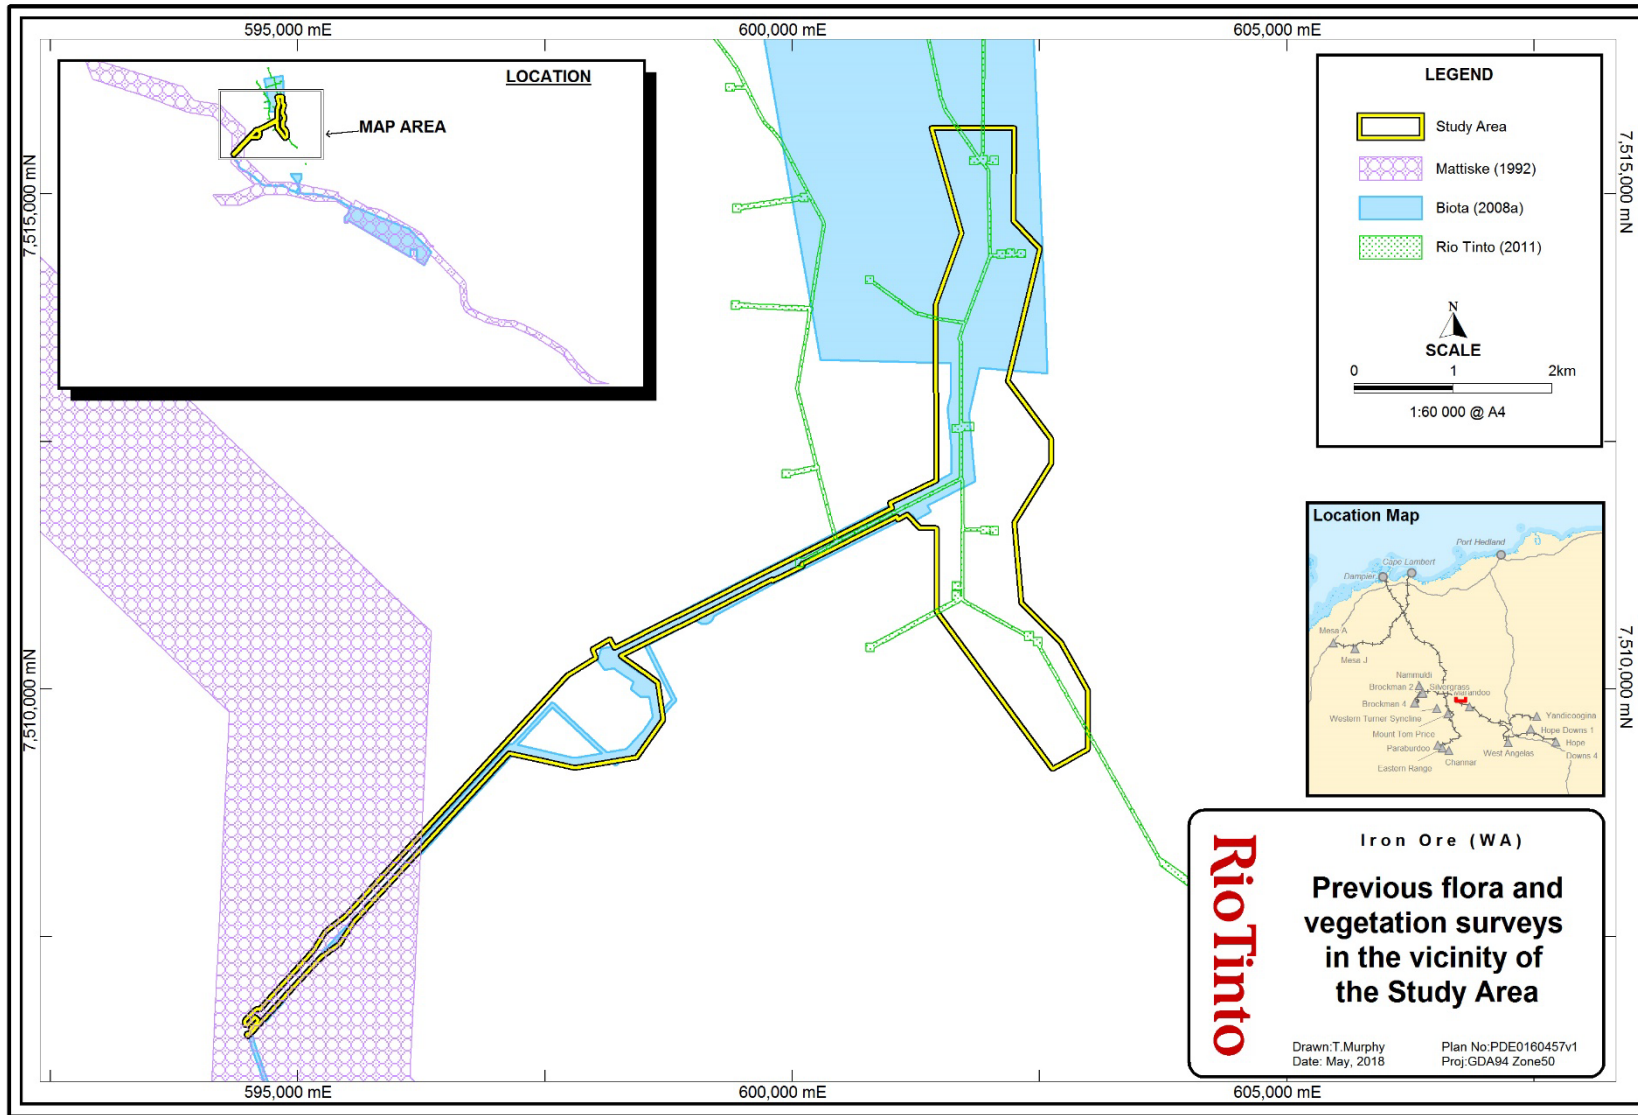 595,000 mE
600,000 mE
605,000 mE
LOCATION
MAP AREA
7,515,000 mN
7,510,000 mN
LEGEND
Study Area
Mattiske (1992)
Biota (2008a)
Rio Tinto (2011)
N
SCALE
0 1 2km
1:60 000 @ A4
7,515,000 mN
7,510,000 mN
Location Map
Port Hedland
Cape Lambert
Dampier
Mesa A
Mesa J
Nammuldi
Brockman 2
Silvergrass
Marandoo
Brockman 4
Western Turner Syncline
Yandicoogina
Mount Tom Price
Hope Downs 1
Paraburdoo
West Angelas
Hope
Downs 4
Eastern Range
Channar
RioTinto
Iron Ore (WA)
Previous flora and
vegetation surveys
in the vicinity of
the Study Area
Drawn:T.Murphy
Date: May, 2018
Plan No:PDE0160457v1
Proj:GDA94 Zone50
595,000 mE
600,000 mE
605,000 mE